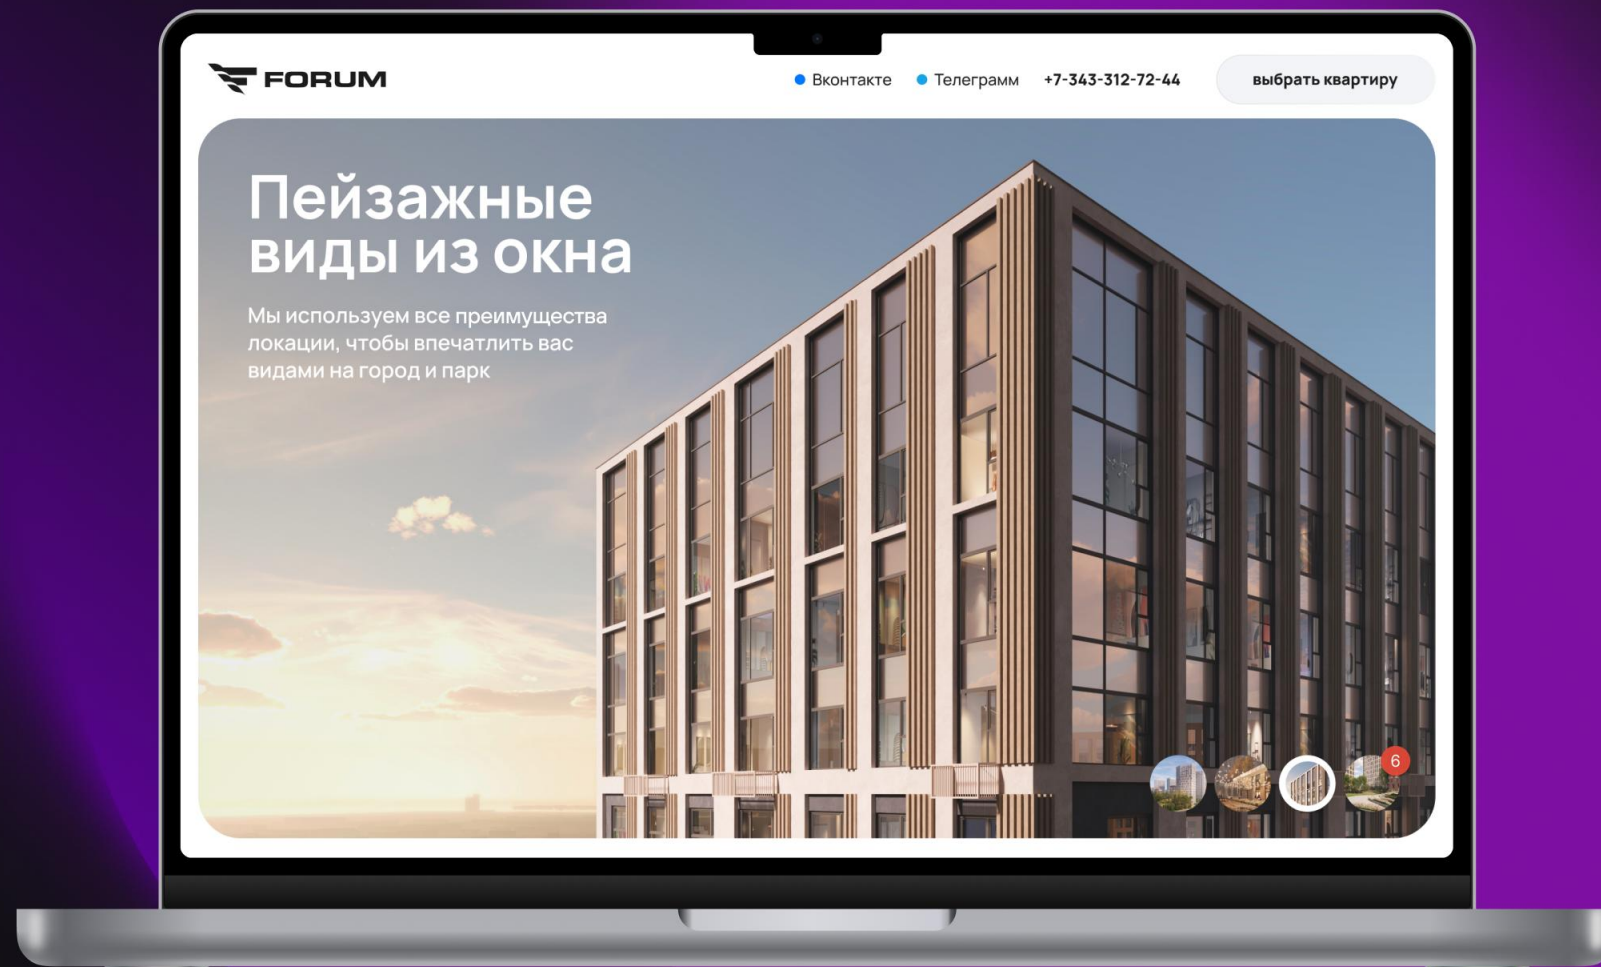 FORUM
Вконтакте
Телеграмм
+7-343-312-72-44
выбрать квартиру
Пейзажные
виды из окна
Мы используем все преимущества
локации, чтобы впечатлить вас
видами на город и парк
6